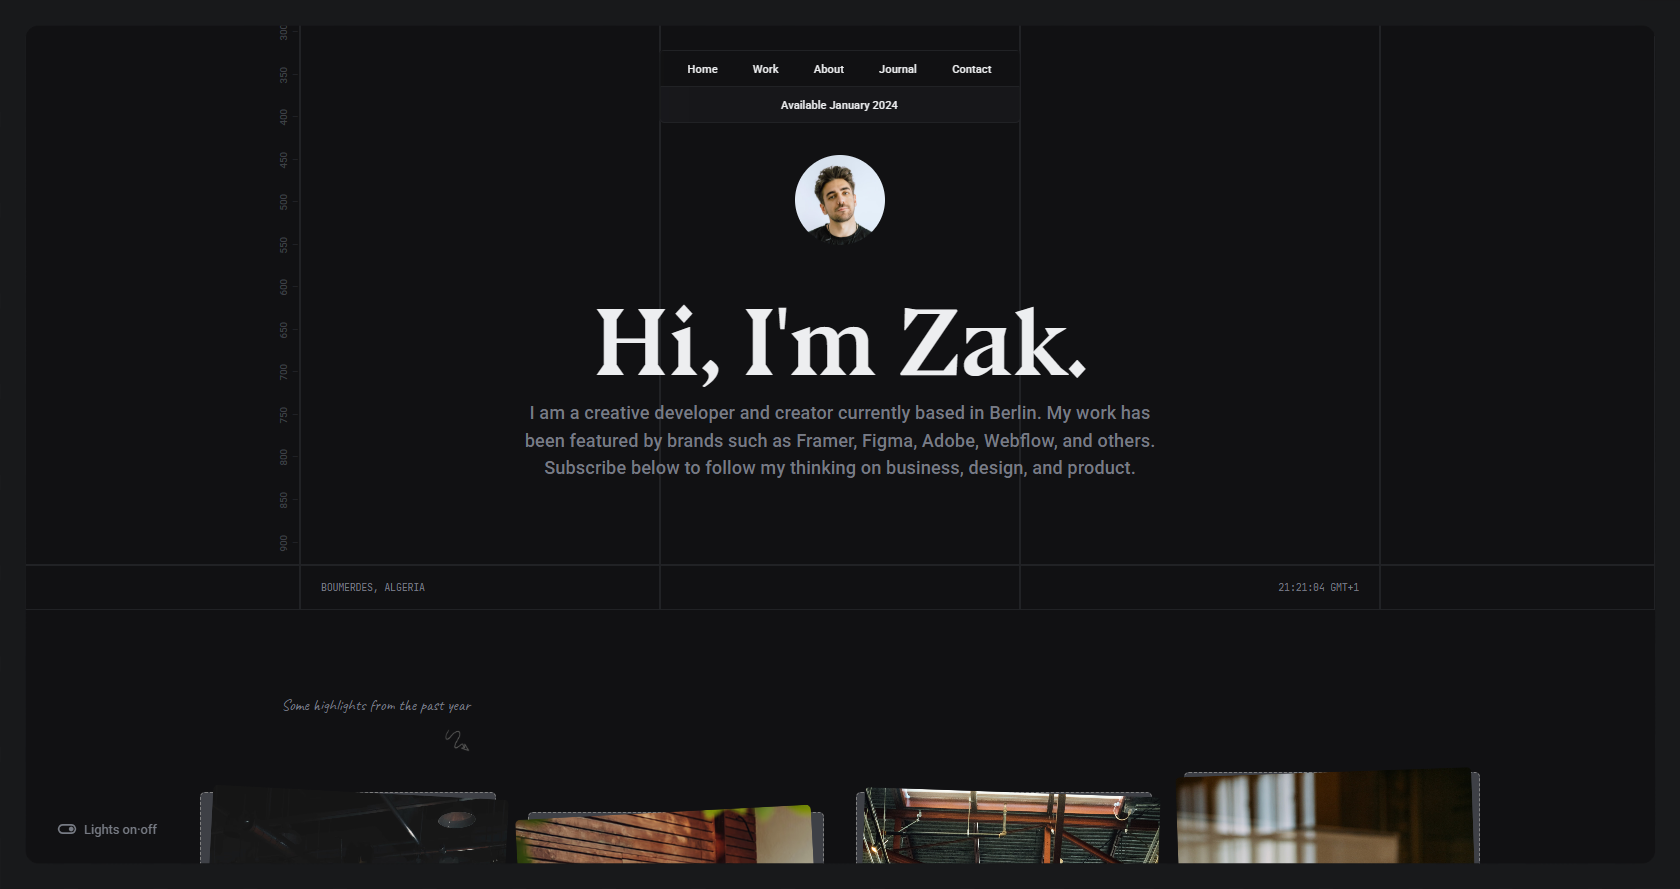 300
350
400
450
500
550
600
650
700
750
800
850
900
Home Work About Journal Contact
Available January 2024
Hi, I'm Zak.
I am a creative developer and creator currently based in Berlin. My work has
been featured by brands such as Framer, Figma, Adobe, Webflow, and others.
Subscribe below to follow my thinking on business, design, and product.
BOUMERDES, ALGERIA
21:21:04 GMT+1
Some highlights from the past year
Lights on·off